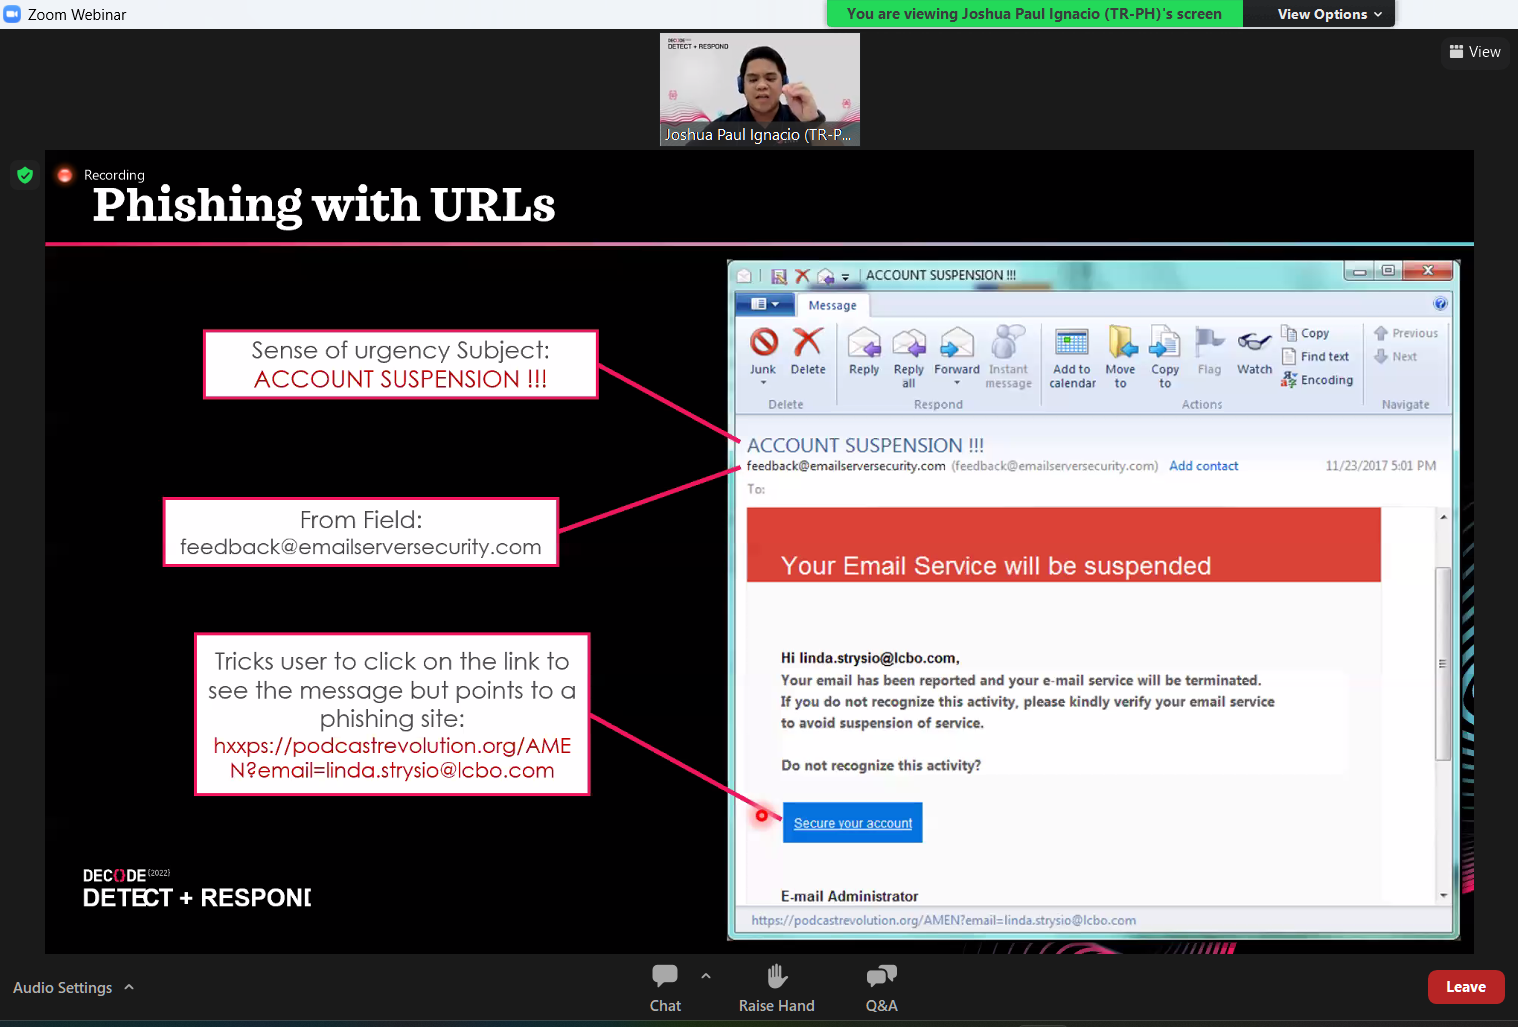 Zoom Webinar
You are viewing Joshua Paul Ignacio (TR-PH)'s screen
View Options
View
DECODE
DETECT + RESPOND
Joshua Paul Ignacio (TR-P...
Recording
Phishing with URLs
Sense of urgency Subject:
ACCOUNT SUSPENSION !!!
From Field:
feedback@emailserversecurity.com
Tricks user to click on the link to
see the message but points to a
phishing site:
hxxps://podcastrevolution.org/AME
N?email=linda.strysio@lcbo.com
DEC{}DE {2022}
DETECT + RESPOND
ACCOUNT SUSPENSION !!!
Message
Junk
Delete
Reply
Reply all
Forward
Instant message
Add to calendar
Move to
Copy to
Flag
Watch
Copy
Find text
Encoding
Previous
Next
Delete
Respond
Actions
Navigate
ACCOUNT SUSPENSION !!!
feedback@emailserversecurity.com (feedback@emailserversecurity.com) Add contact 11/23/2017 5:01 PM
To:
Your Email Service will be suspended
Hi linda.strysio@lcbo.com,
Your email has been reported and your e-mail service will be terminated.
If you do not recognize this activity, please kindly verify your email service
to avoid suspension of service.
Do not recognize this activity?
Secure your account
E-mail Administrator
https://podcastrevolution.org/AMEN?email=linda.strysio@lcbo.com
Audio Settings
Chat
Raise Hand
Q&A
Leave